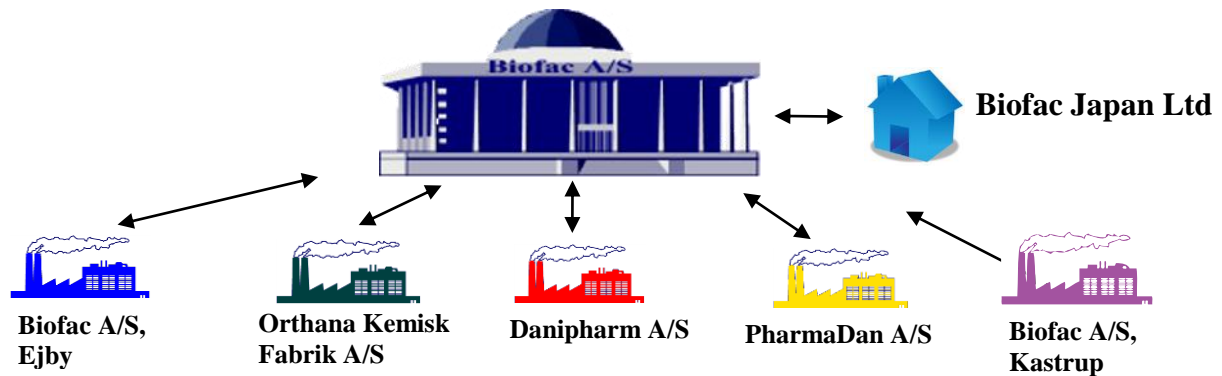 Biofac A/S
Biofac Japan Ltd
Biofac A/S,
Ejby
Orthana Kemisk
Fabrik A/S
Danipharm A/S
PharmaDan A/S
Biofac A/S,
Kastrup